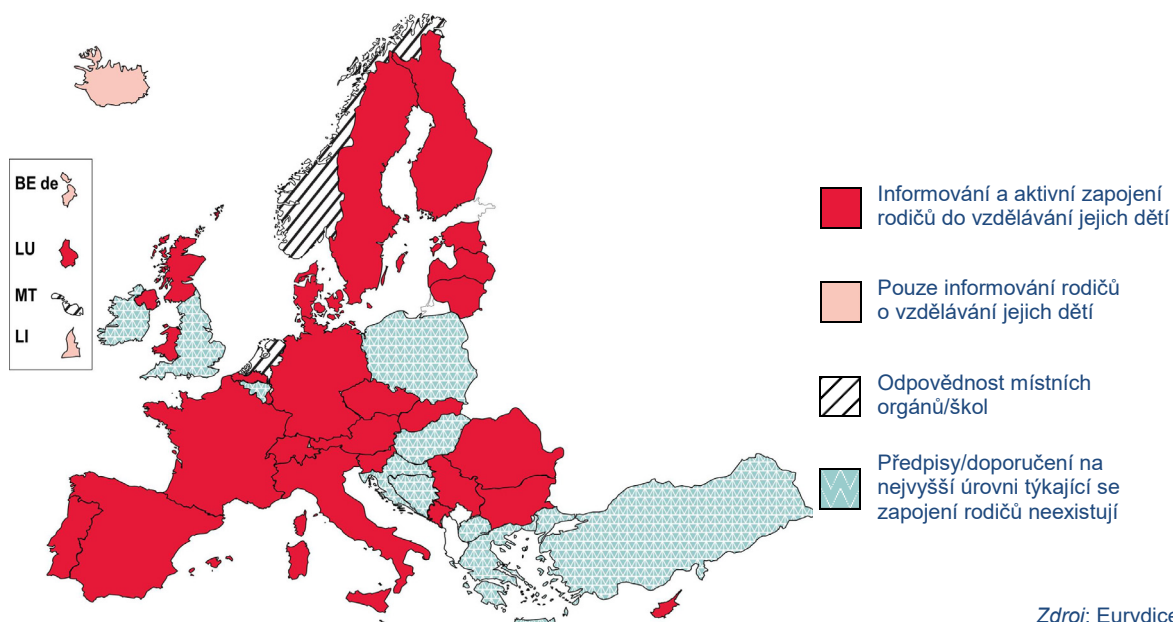 BE de
LU
MT
LI
Informování a aktivní zapojení
rodičů do vzdělávání jejich dětí
Pouze informování rodičů
o vzdělávání jejich dětí
Odpovědnost místních
orgánů/škol
Předpisy/doporučení na
nejvyšší úrovni týkající se
zapojení rodičů neexistují
Zdroj: Eurydice